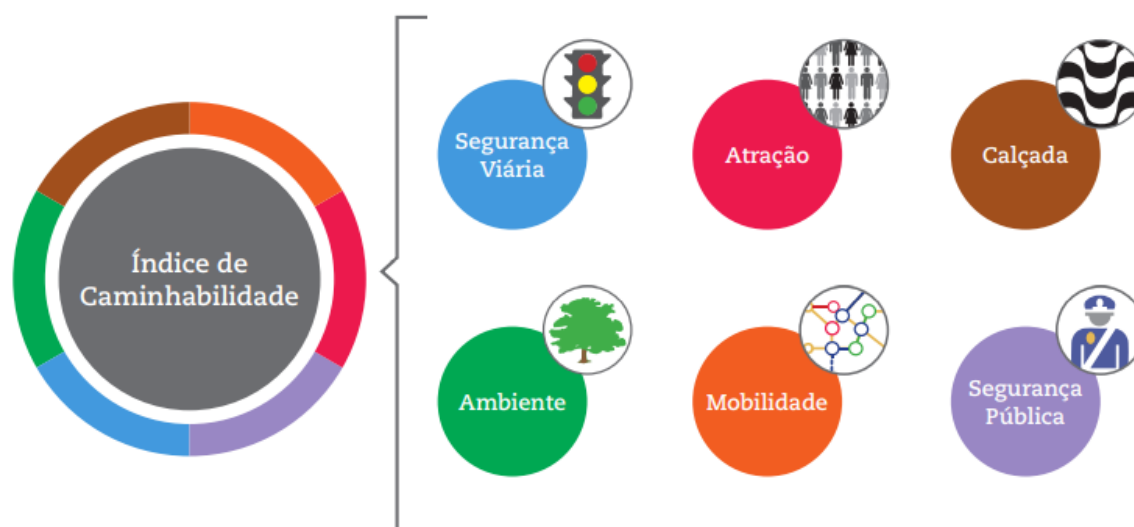 Índice de
Caminhabilidade
Segurança
Viária
Atração
Calçada
Ambiente
Mobilidade
Segurança
Pública